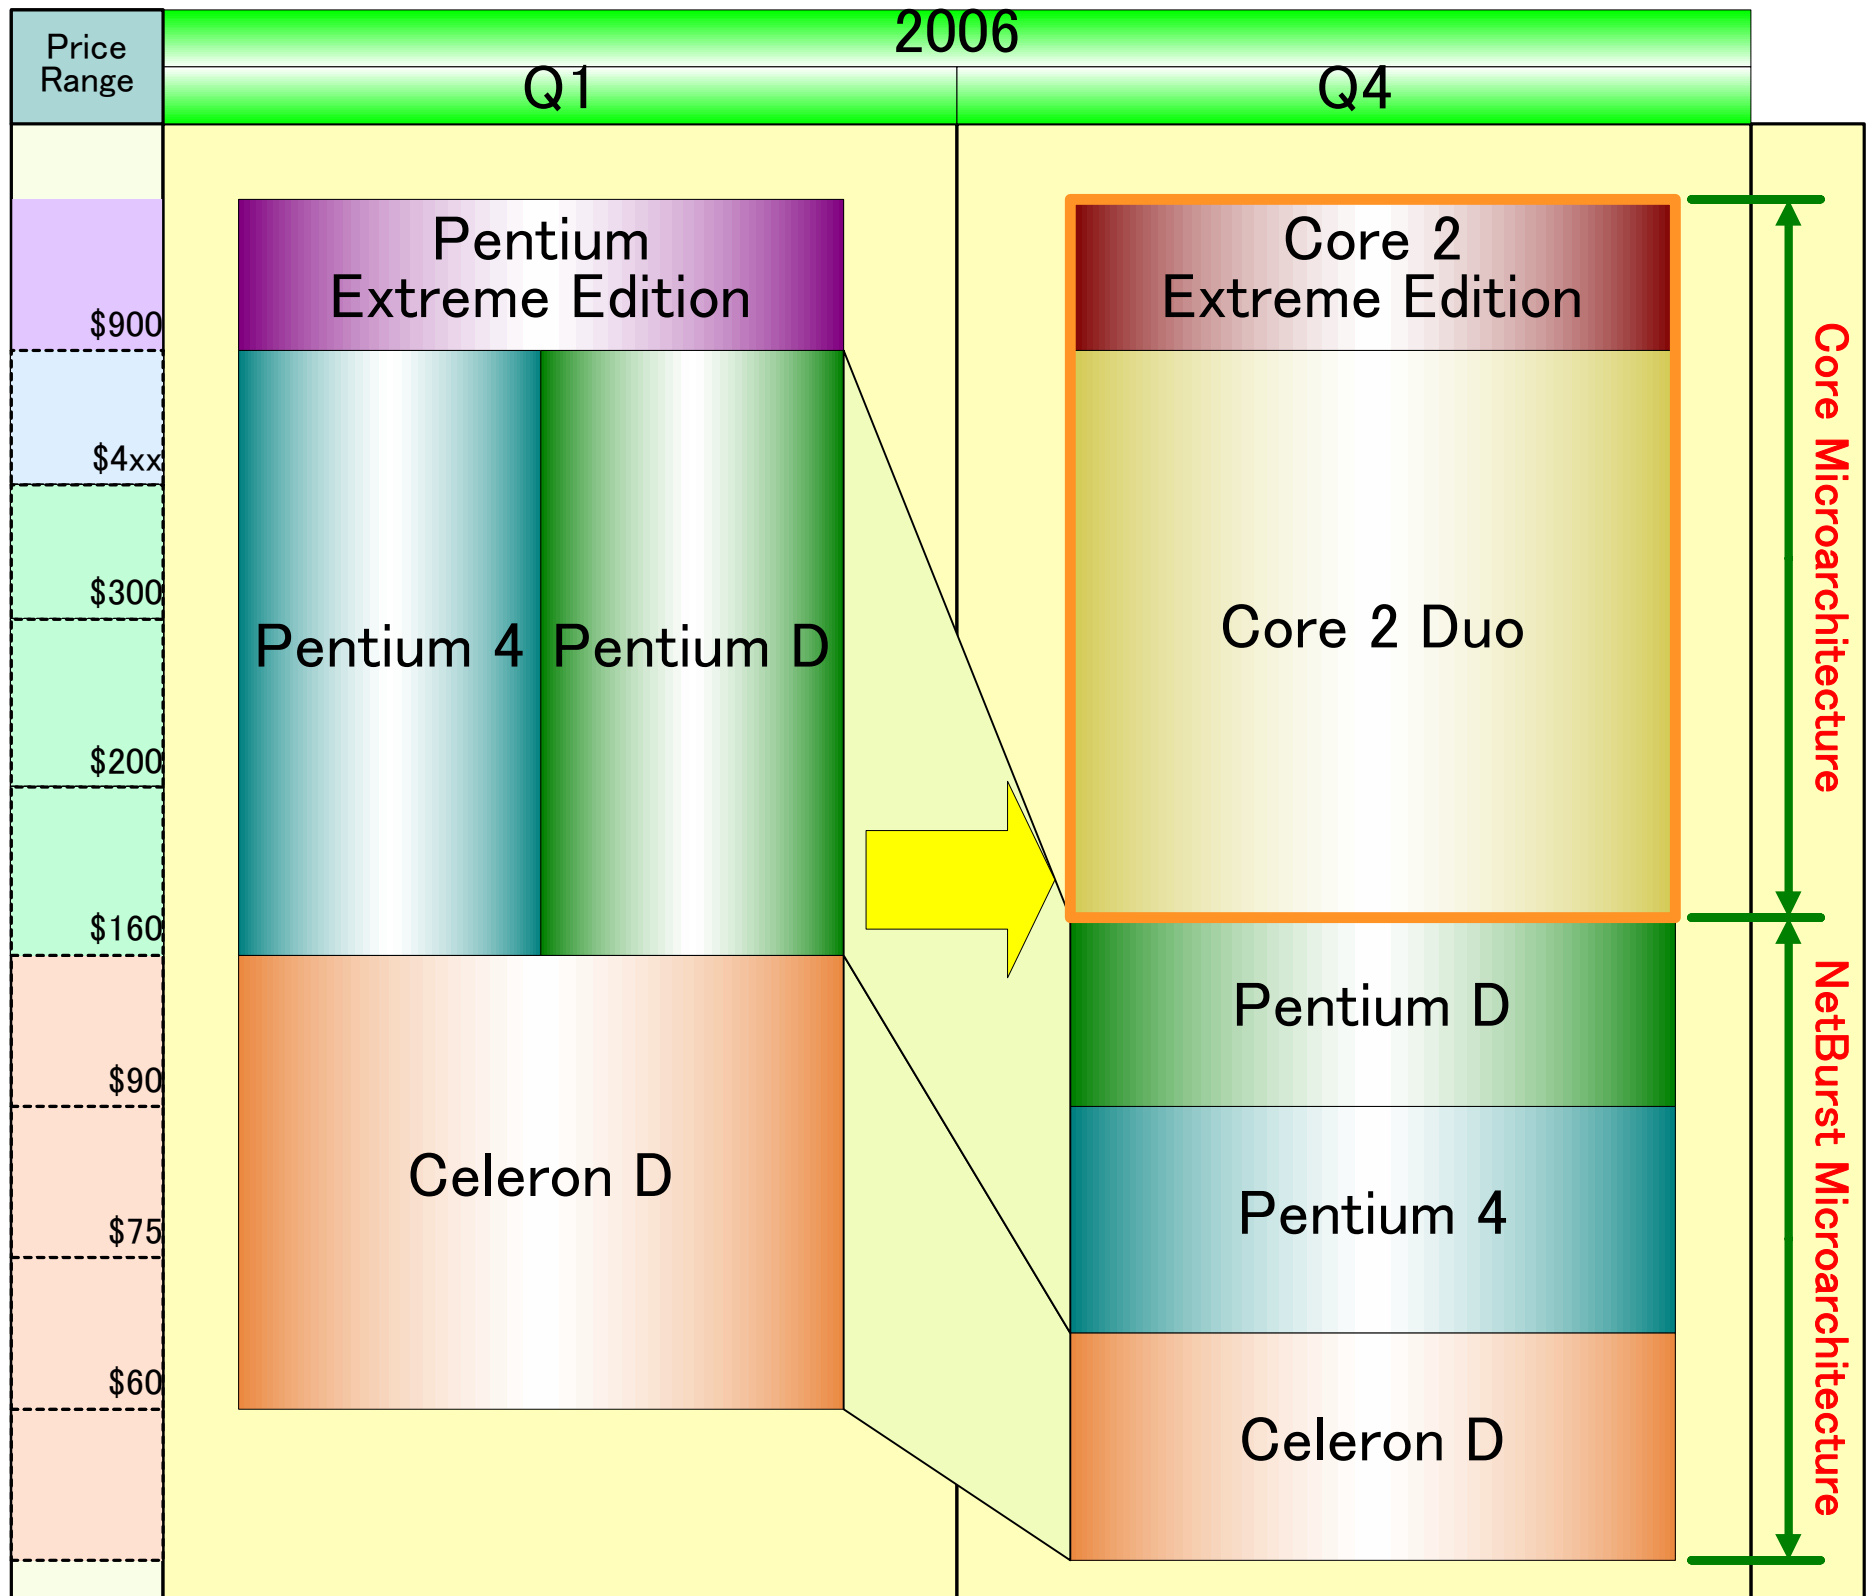 Price
Range
2006
Q1
Q4
$900
$4xx
$300
$200
$160
$90
$75
$60
Pentium
Extreme Edition
Pentium 4
Pentium D
Celeron D
Core 2
Extreme Edition
Core 2 Duo
Pentium D
Pentium 4
Celeron D
Core Microarchitecture
NetBurst Microarchitecture